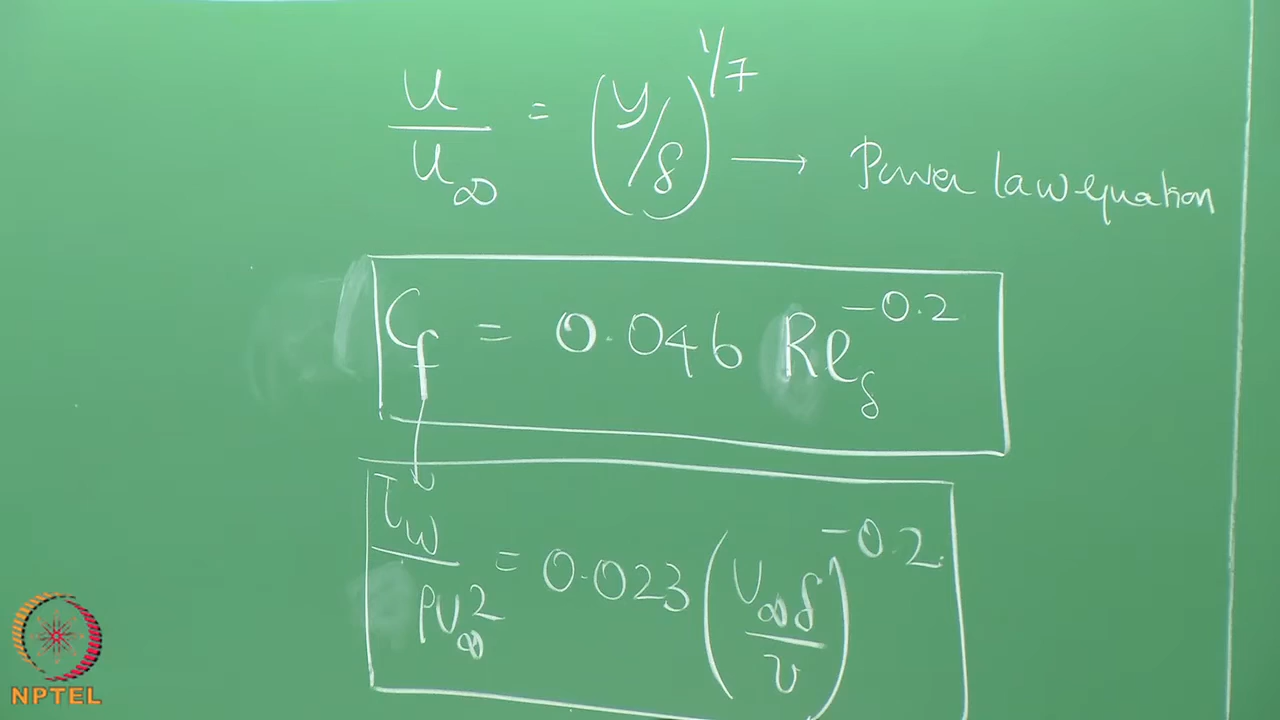 u/u∞ = (y/δ)^1/7 → Power law equation
Cf = 0.046 Reδ^-0.2
τw/ρU∞^2 = 0.023 (U∞δ/ν)^-0.2
NPTEL